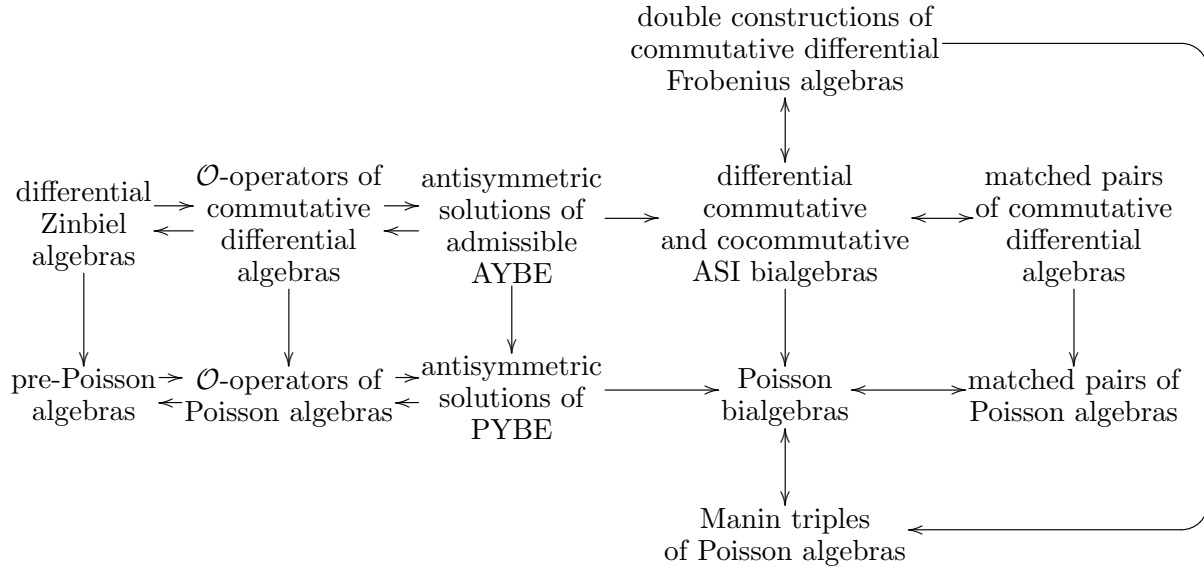 double constructions of
commutative differential
Frobenius algebras
differential
Zinbiel
algebras
𝒪-operators of
commutative
differential
algebras
antisymmetric
solutions of
admissible
AYBE
differential
commutative
and cocommutative
ASI bialgebras
matched pairs
of commutative
differential
algebras
pre-Poisson
algebras
𝒪-operators of
Poisson algebras
antisymmetric
solutions of
PYBE
Poisson
bialgebras
matched pairs of
Poisson algebras
Manin triples
of Poisson algebras